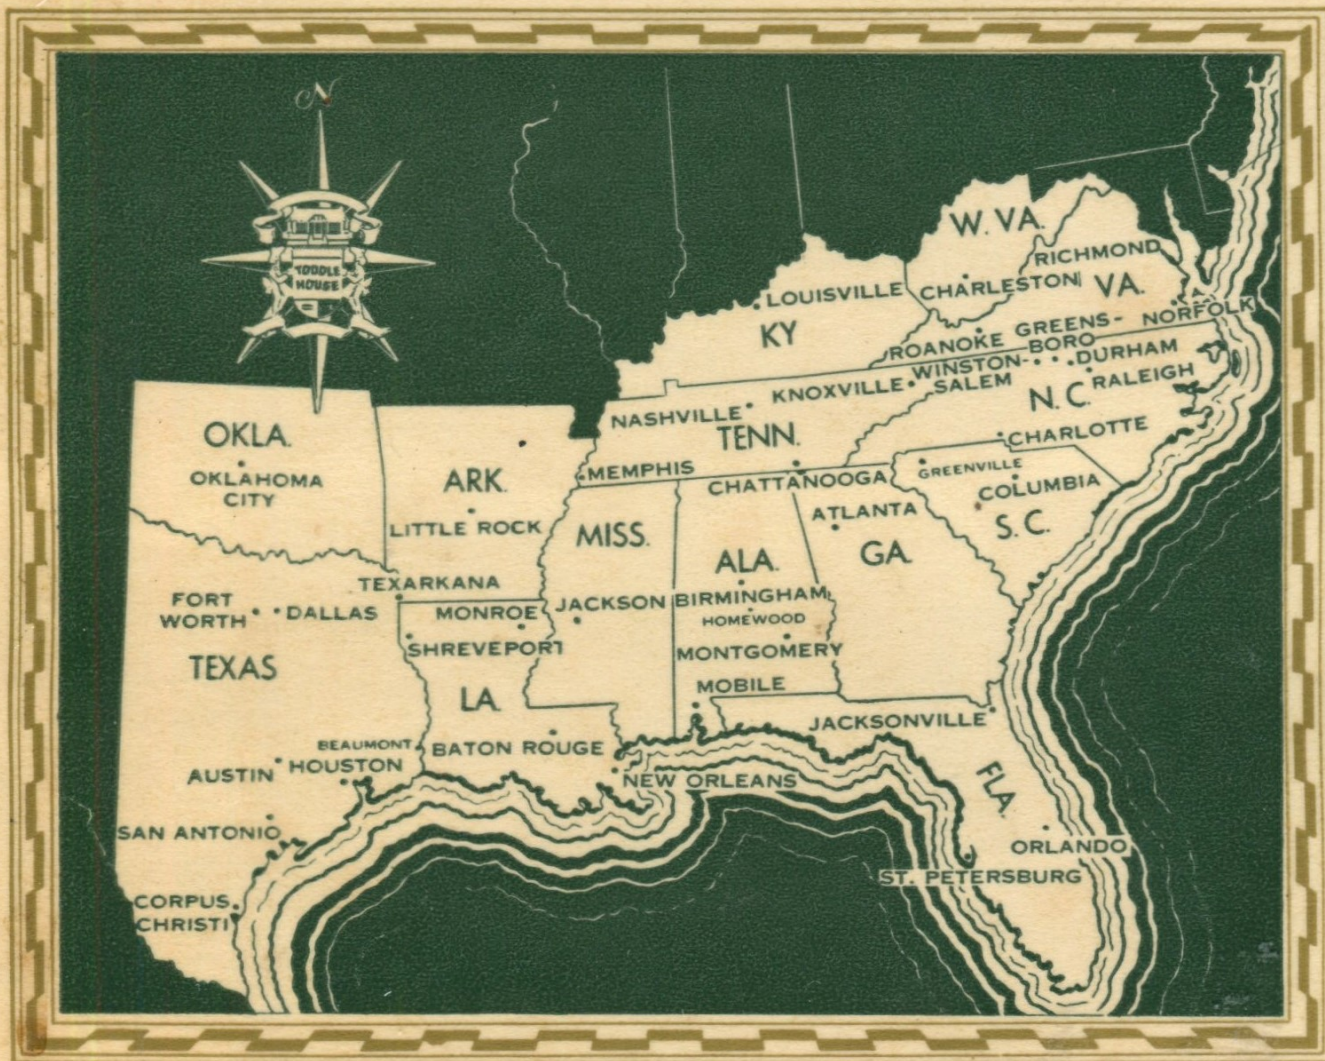 N
TODDLE
HOUSE
W. VA.
RICHMOND
CHARLESTON
VA.
LOUISVILLE
KY
NORFOLK
ROANOKE
GREENS-
BORO
WINSTON-
SALEM
DURHAM
RALEIGH
KNOXVILLE
N. C.
NASHVILLE
TENN.
CHARLOTTE
OKLA.
OKLAHOMA
CITY
ARK.
LITTLE ROCK
MEMPHIS
CHATTANOOGA
GREENVILLE
COLUMBIA
S. C.
ATLANTA
GA.
MISS.
ALA.
TEXARKANA
FORT
WORTH
DALLAS
MONROE
JACKSON
BIRMINGHAM
HOMEWOOD
SHREVEPORT
MONTGOMERY
TEXAS
LA.
MOBILE
JACKSONVILLE
BEAUMONT
BATON ROUGE
AUSTIN
HOUSTON
NEW ORLEANS
FLA.
SAN ANTONIO
ORLANDO
ST. PETERSBURG
CORPUS
CHRISTI